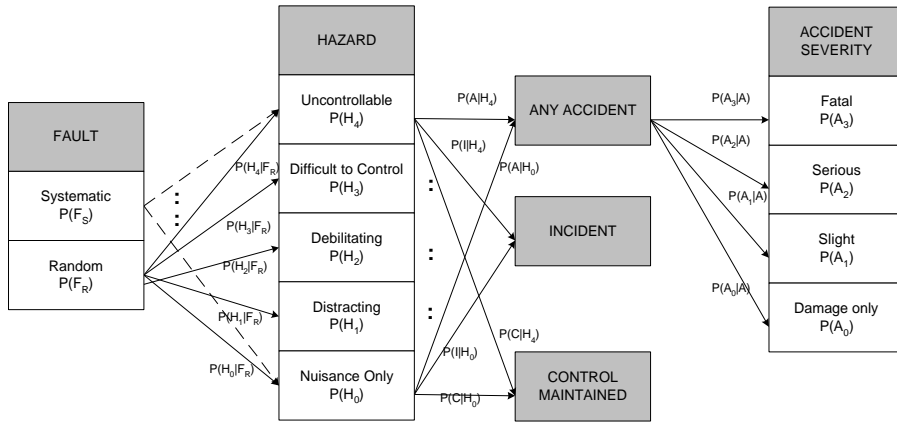 FAULT
Systematic
P(F_S)
Random
P(F_R)
P(H_4|F_R)
P(H_3|F_R)
P(H_2|F_R)
P(H_1|F_R)
P(H_0|F_R)
HAZARD
Uncontrollable
P(H_4)
Difficult to Control
P(H_3)
Debilitating
P(H_2)
Distracting
P(H_1)
Nuisance Only
P(H_0)
P(A|H_4)
P(I|H_4)
P(A|H_0)
P(C|H_4)
P(I|H_0)
P(C|H_0)
ANY ACCIDENT
INCIDENT
CONTROL
MAINTAINED
P(A_3|A)
P(A_2|A)
P(A_1|A)
P(A_0|A)
ACCIDENT
SEVERITY
Fatal
P(A_3)
Serious
P(A_2)
Slight
P(A_1)
Damage only
P(A_0)